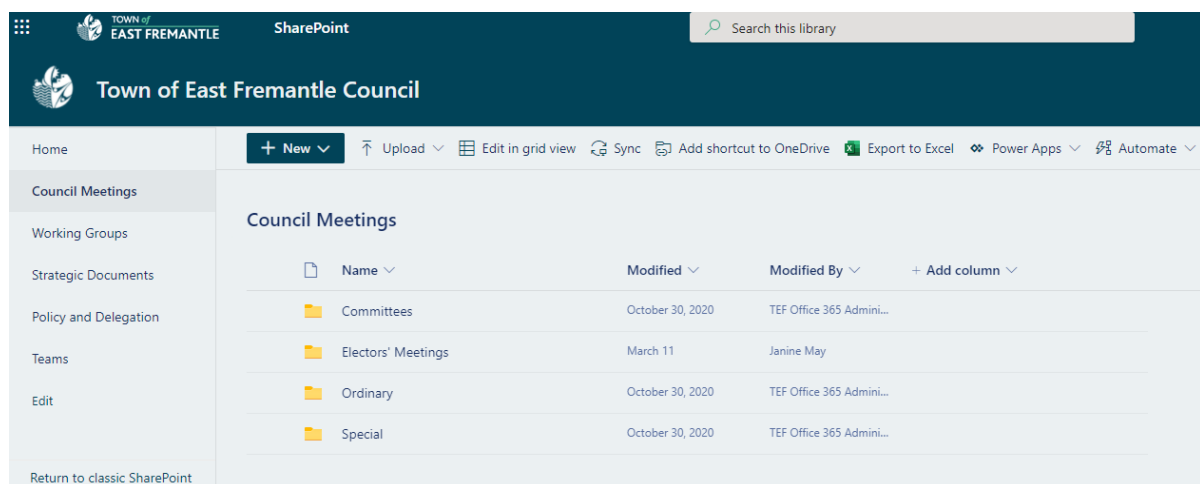 TOWN of
EAST FREMANTLE
SharePoint
Search this library
Town of East Fremantle Council
Home
Council Meetings
Working Groups
Strategic Documents
Policy and Delegation
Teams
Edit
Return to classic SharePoint
+ New Upload Edit in grid view Sync Add shortcut to OneDrive Export to Excel Power Apps Automate
Council Meetings
Name Modified Modified By + Add column
Committees October 30, 2020 TEF Office 365 Admini...
Electors' Meetings March 11 Janine May
Ordinary October 30, 2020 TEF Office 365 Admini...
Special October 30, 2020 TEF Office 365 Admini...